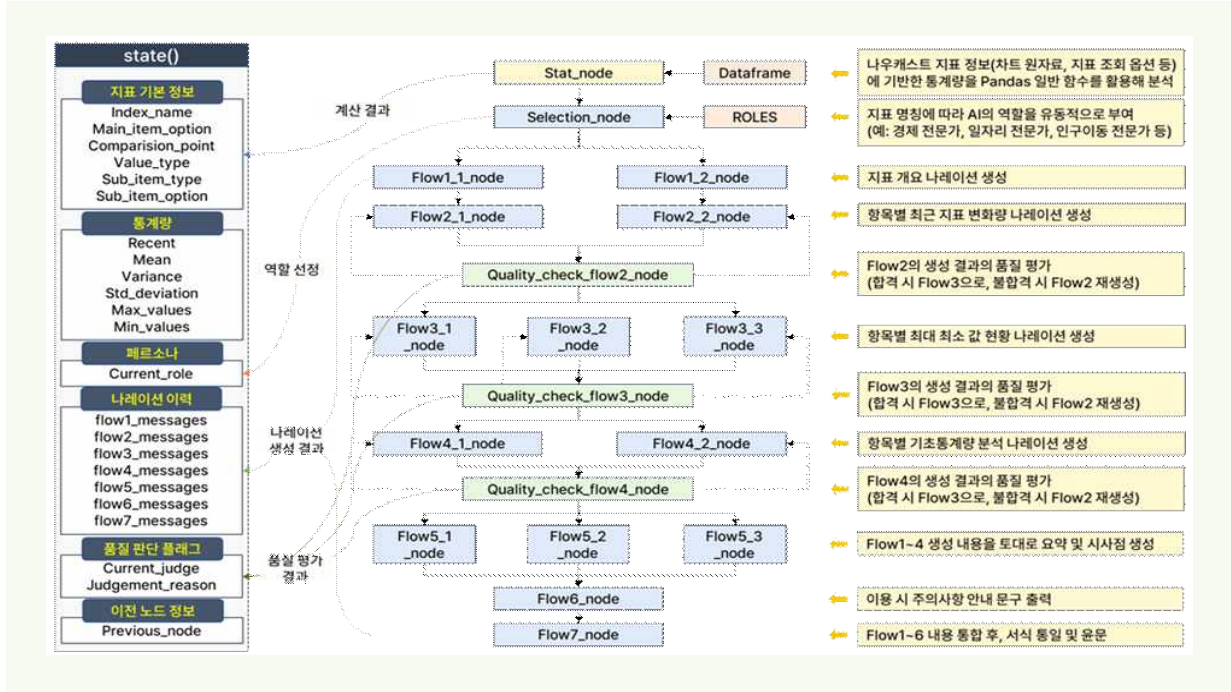 state()
지표 기본 정보
Index_name
Main_item_option
Comparision_point
Value_type
Sub_item_type
Sub_item_option
통계량
Recent
Mean
Variance
Std_deviation
Max_values
Min_values
페르소나
Current_role
나레이션 이력
flow1_messages
flow2_messages
flow3_messages
flow4_messages
flow5_messages
flow6_messages
flow7_messages
품질 판단 플래그
Current_judge
Judgement_reason
이전 노드 정보
Previous_node
계산 결과
역할 선정
나레이션
생성 결과
품질 평가
결과
Stat_node
Dataframe
Selection_node
ROLES
Flow1_1_node
Flow1_2_node
Flow2_1_node
Flow2_2_node
Quality_check_flow2_node
Flow3_1
_node
Flow3_2
_node
Flow3_3
_node
Quality_check_flow3_node
Flow4_1_node
Flow4_2_node
Quality_check_flow4_node
Flow5_1
_node
Flow5_2
_node
Flow5_3
_node
Flow6_node
Flow7_node
나우캐스트 지표 정보(차트 원자료, 지표 조회 옵션 등)
에 기반한 통계량을 Pandas 일반 함수를 활용해 분석
지표 명칭에 따라 AI의 역할을 유동적으로 부여
(예: 경제 전문가, 일자리 전문가, 인구이동 전문가 등)
지표 개요 나레이션 생성
항목별 최근 지표 변화량 나레이션 생성
Flow2의 생성 결과의 품질 평가
(합격 시 Flow3으로, 불합격 시 Flow2 재생성)
항목별 최대 최소 값 현황 나레이션 생성
Flow3의 생성 결과의 품질 평가
(합격 시 Flow3으로, 불합격 시 Flow2 재생성)
항목별 기초통계량 분석 나레이션 생성
Flow4의 생성 결과의 품질 평가
(합격 시 Flow3으로, 불합격 시 Flow2 재생성)
Flow1~4 생성 내용을 토대로 요약 및 시사점 생성
이용 시 주의사항 안내 문구 출력
Flow1~6 내용 통합 후, 서식 통일 및 윤문